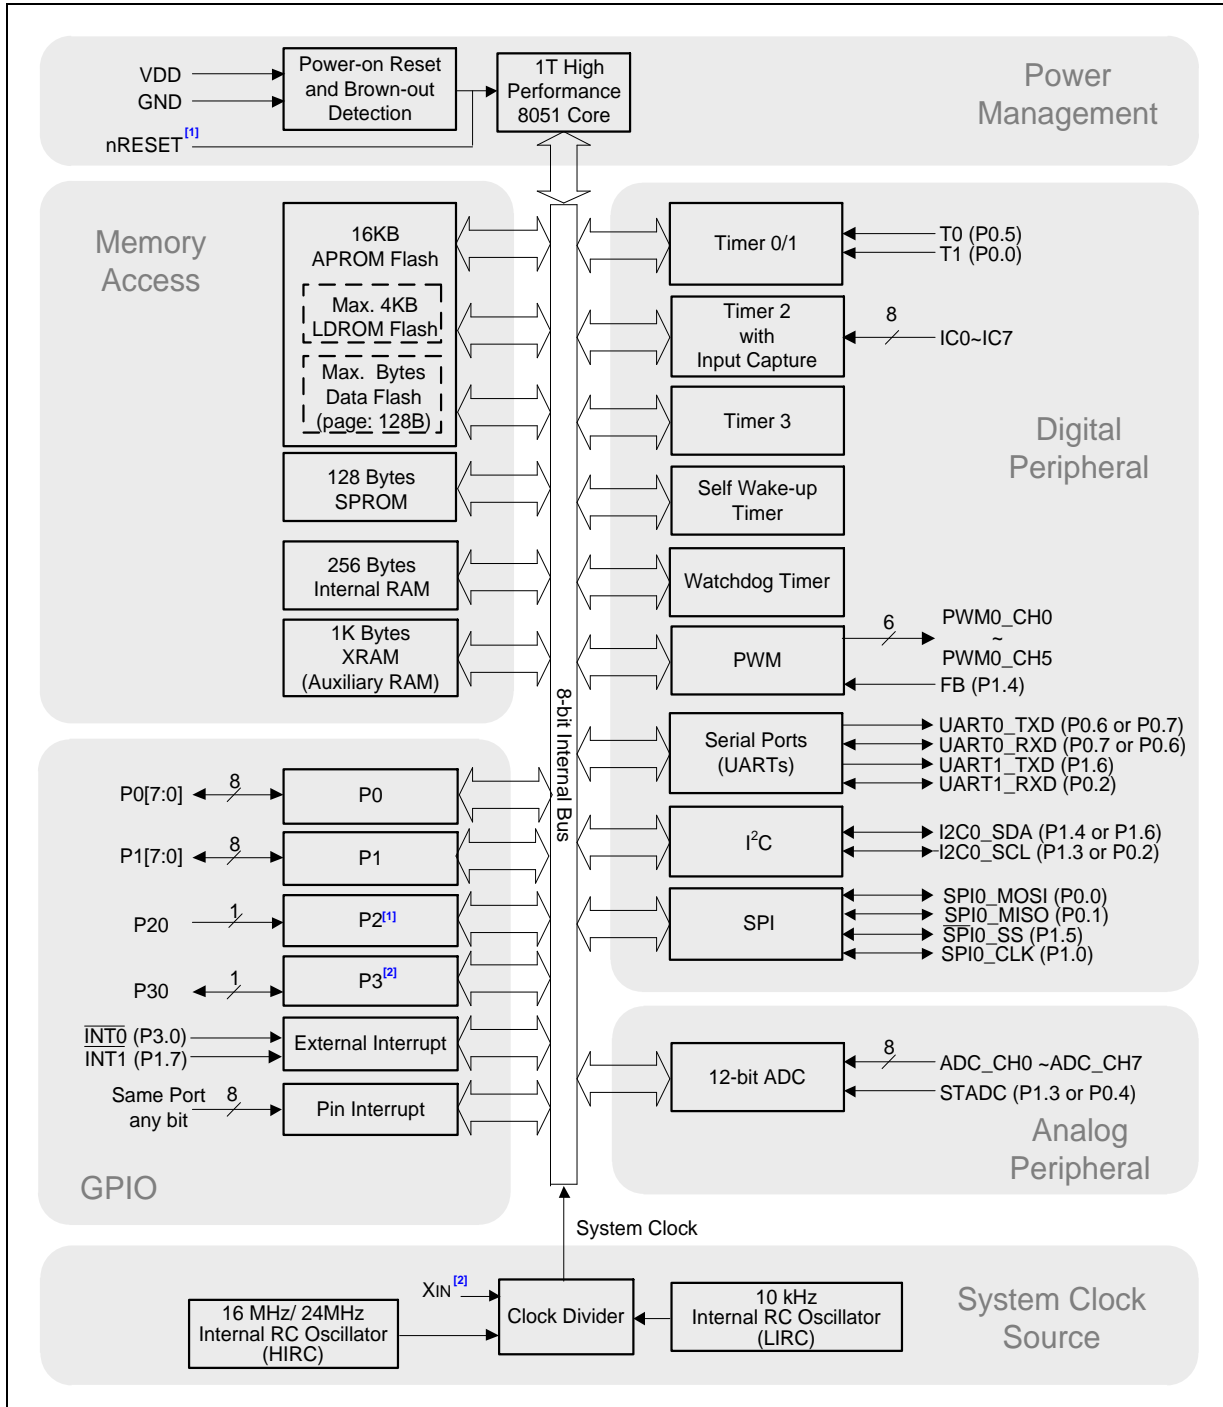 Power
Management
VDD
GND
nRESET[1]
Power-on Reset
and Brown-out
Detection
1T High
Performance
8051 Core
Memory
Access
16KB
APROM Flash
Max. 4KB
LDROM Flash
Max. Bytes
Data Flash
(page: 128B)
128 Bytes
SPROM
256 Bytes
Internal RAM
1K Bytes
XRAM
(Auxiliary RAM)
8-bit Internal Bus
Digital
Peripheral
Timer 0/1
T0 (P0.5)
T1 (P0.0)
Timer 2
with
Input Capture
8
IC0~IC7
Timer 3
Self Wake-up
Timer
Watchdog Timer
PWM
6
PWM0_CH0
~
PWM0_CH5
FB (P1.4)
Serial Ports
(UARTs)
UART0_TXD (P0.6 or P0.7)
UART0_RXD (P0.7 or P0.6)
UART1_TXD (P1.6)
UART1_RXD (P0.2)
I2C
I2C0_SDA (P1.4 or P1.6)
I2C0_SCL (P1.3 or P0.2)
SPI
SPI0_MOSI (P0.0)
SPI0_MISO (P0.1)
SPI0_SS (P1.5)
SPI0_CLK (P1.0)
P0[7:0]
8
P0
P1[7:0]
8
P1
P20
1
P2[1]
P30
1
P3[2]
INT0 (P3.0)
INT1 (P1.7)
External Interrupt
Same Port
any bit
8
Pin Interrupt
GPIO
12-bit ADC
8
ADC_CH0 ~ADC_CH7
STADC (P1.3 or P0.4)
Analog
Peripheral
System Clock
XIN[2]
16 MHz/ 24MHz
Internal RC Oscillator
(HIRC)
Clock Divider
10 kHz
Internal RC Oscillator
(LIRC)
System Clock
Source